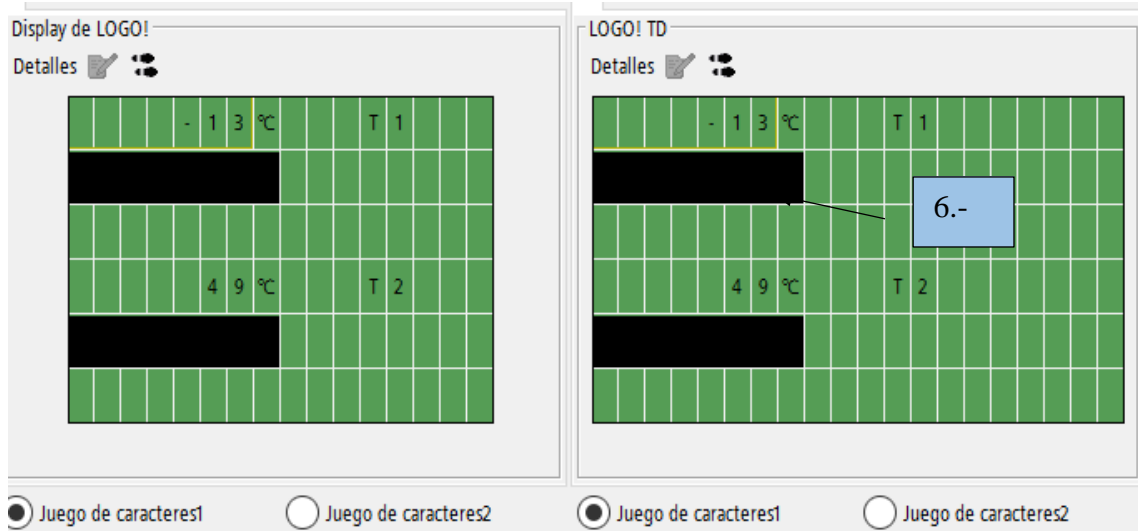 Display de LOGO!
Detalles
- 1 3 °C T 1
4 9 °C T 2
Juego de caracteres1 Juego de caracteres2
LOGO! TD
Detalles
- 1 3 °C T 1
6.-
4 9 °C T 2
Juego de caracteres1 Juego de caracteres2